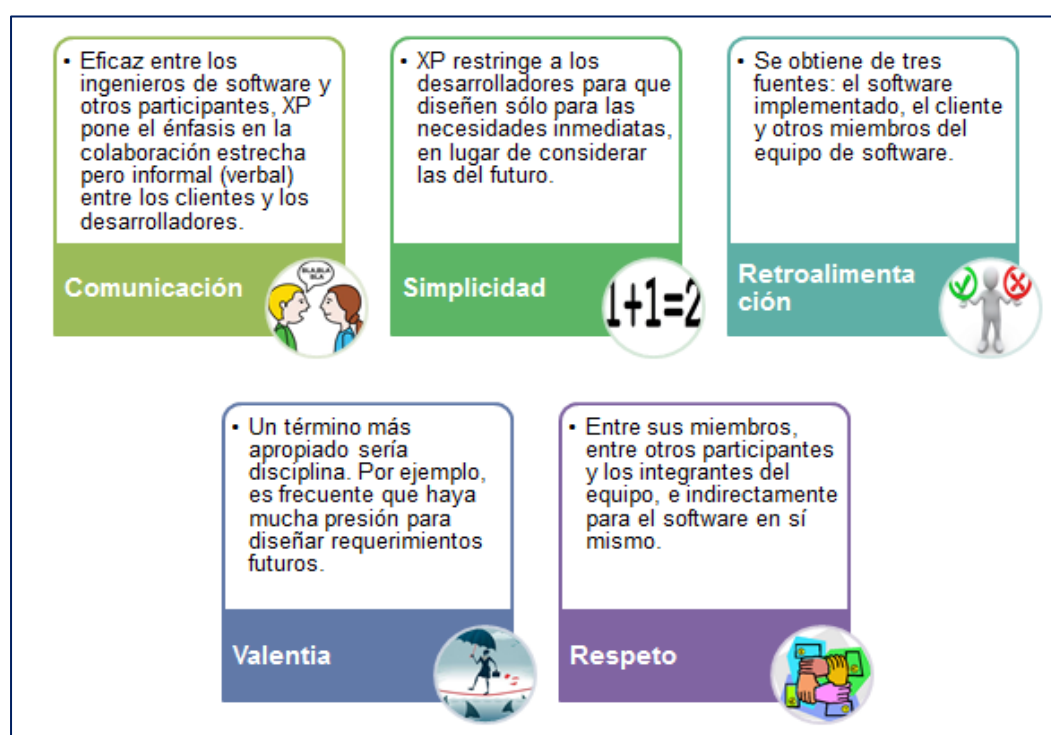 • Eficaz entre los
ingenieros de software y
otros participantes, XP
pone el énfasis en la
colaboración estrecha
pero informal (verbal)
entre los clientes y los
desarrolladores.
Comunicación
BLA,BLA
BLA
• XP restringe a los
desarrolladores para que
diseñen sólo para las
necesidades inmediatas,
en lugar de considerar
las del futuro.
Simplicidad
1+1=2
• Se obtiene de tres
fuentes: el software
implementado, el cliente
y otros miembros del
equipo de software.
Retroalimenta
ción
• Un término más
apropiado sería
disciplina. Por ejemplo,
es frecuente que haya
mucha presión para
diseñar requerimientos
futuros.
Valentia
• Entre sus miembros,
entre otros participantes
y los integrantes del
equipo, e indirectamente
para el software en sí
mismo.
Respeto